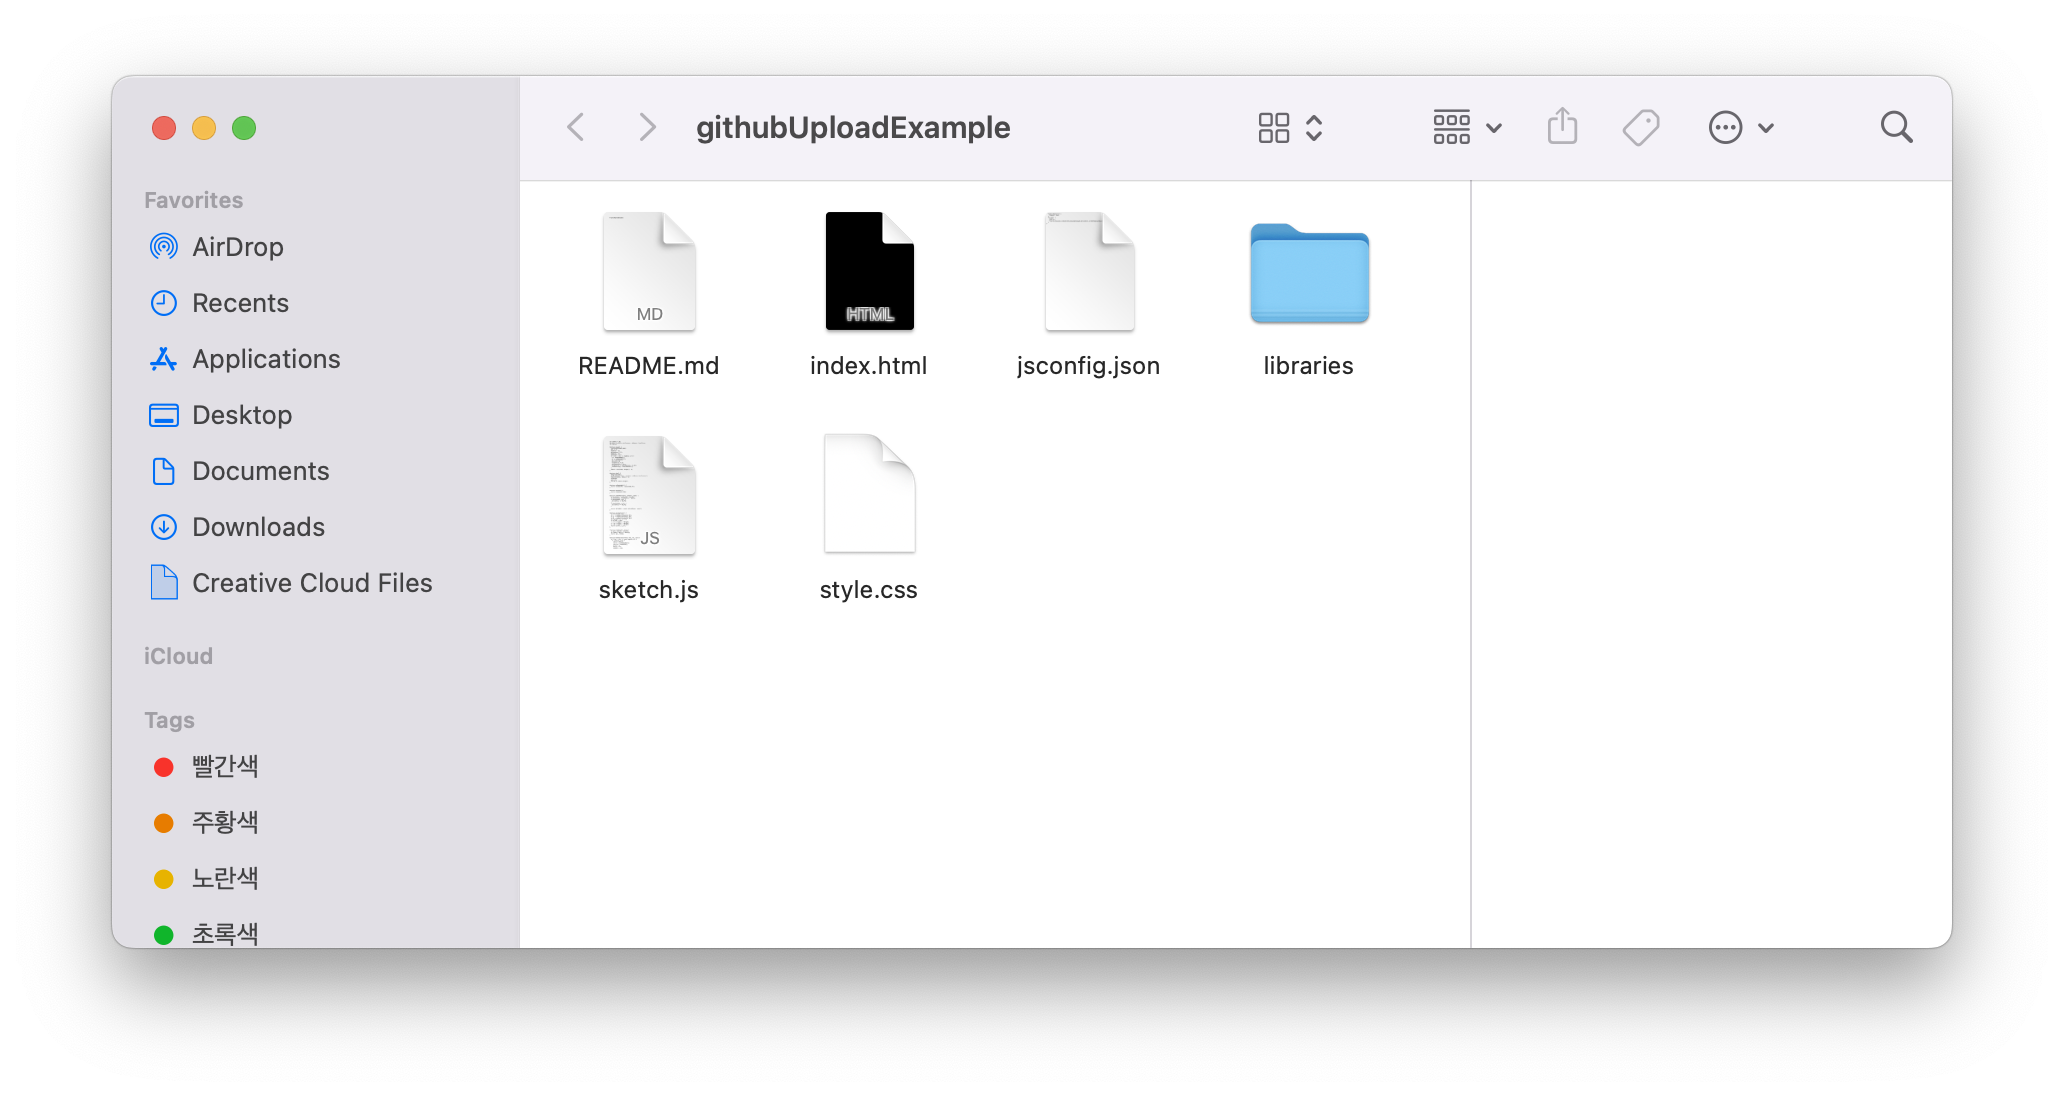 githubUploadExample
Favorites
AirDrop
Recents
Applications
Desktop
Documents
Downloads
Creative Cloud Files
iCloud
Tags
빨간색
주황색
노란색
초록색
MD
HTML
README.md
index.html
jsconfig.json
libraries
JS
sketch.js
style.css